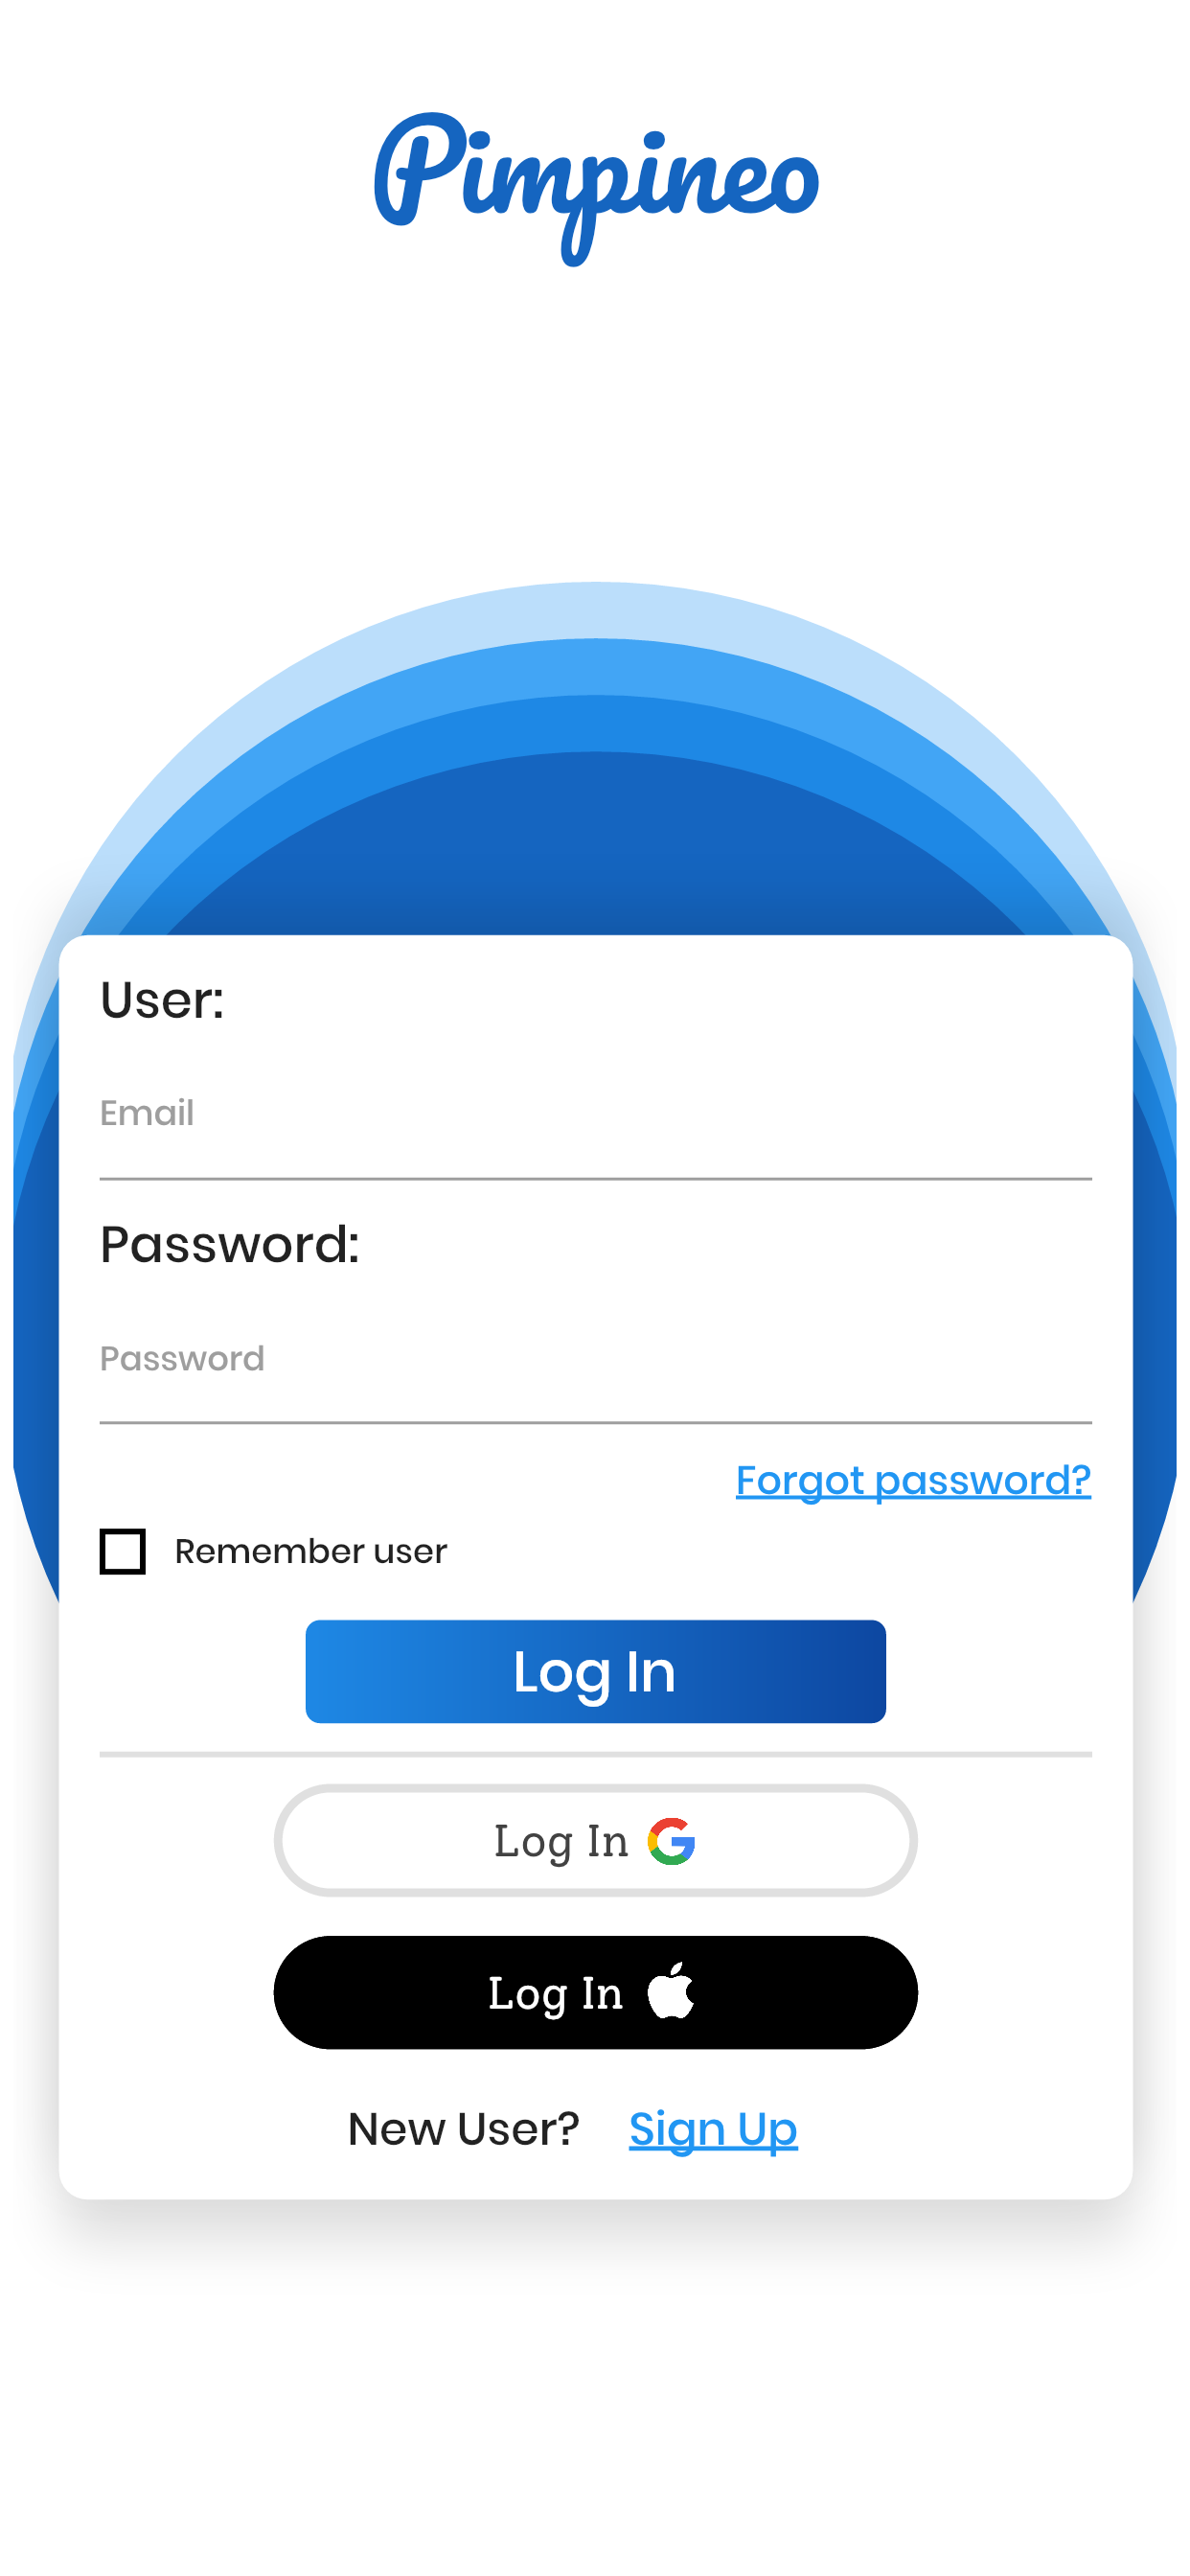 Pimpineo
User:
Email
Password:
Password
Forgot password?
Remember user
Log In
Log In
Log In
New User? Sign Up